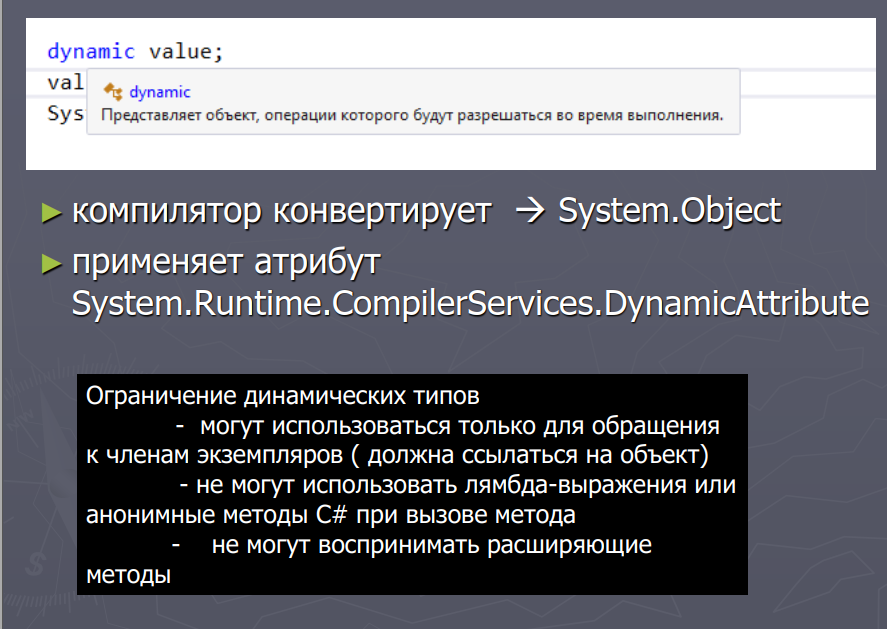 dynamic value;
val
dynamic
Sys
Представляет объект, операции которого будут разрешаться во время выполнения.
► компилятор конвертирует → System.Object
► применяет атрибут
System.Runtime.CompilerServices.DynamicAttribute
Ограничение динамических типов
- могут использоваться только для обращения
к членам экземпляров ( должна ссылаться на объект)
- не могут использовать лямбда-выражения или
анонимные методы C# при вызове метода
- не могут воспринимать расширяющие
методы
S